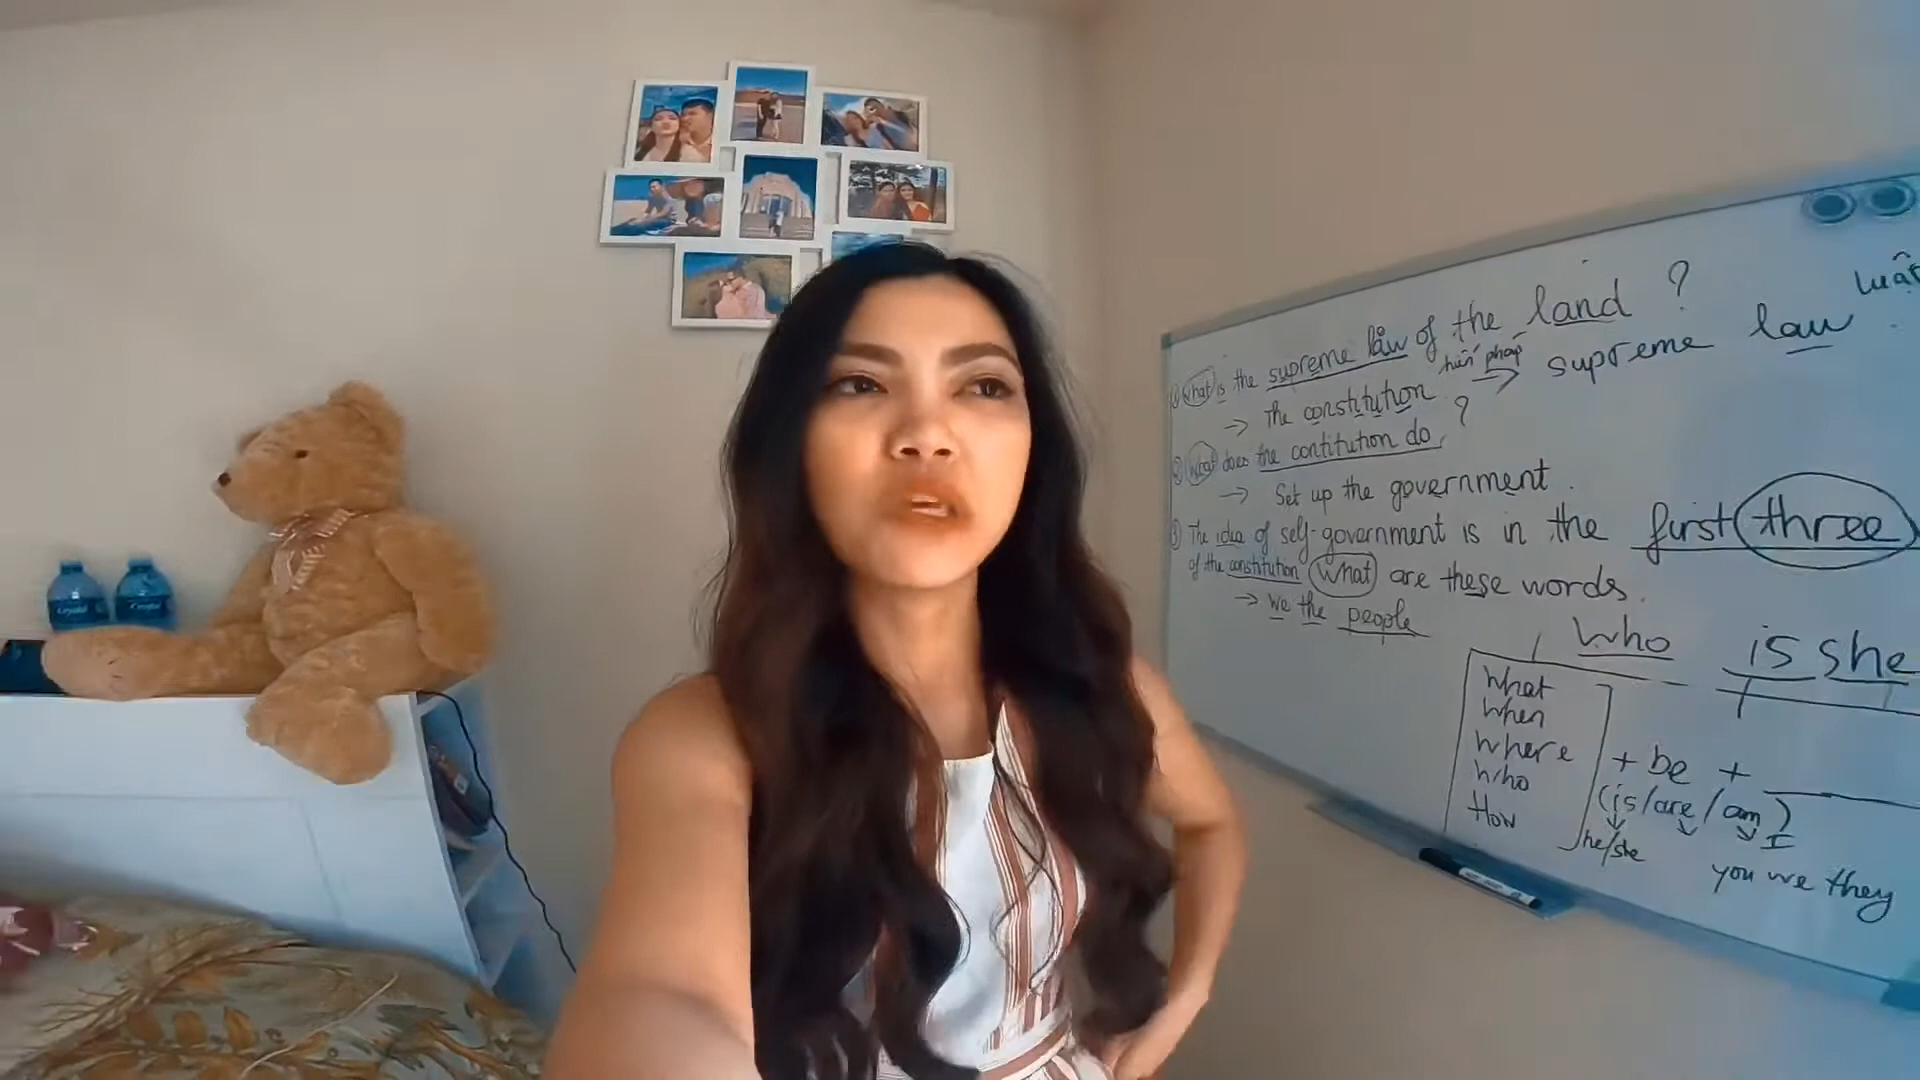 ① What is the supreme law of the land ?
hiến pháp
→ The constitution → supreme law
luật
② What does the contitution do ?
→ Set up the government .
③ The idea of self-government is in the first three
of the constitution what are these words.
→ we the people
Who is she
What
when
where
who
How
+ be +
(is/are/am)
he/she
I
you we they
Crystal
Crystal